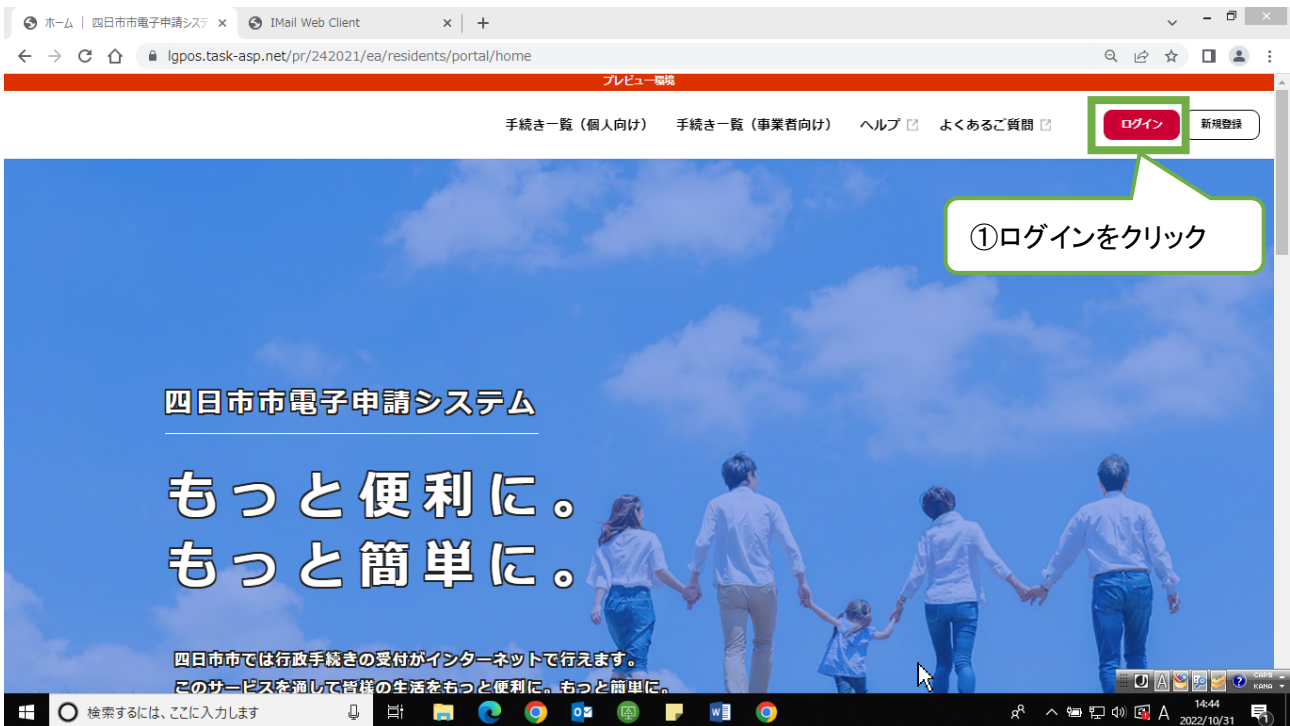 ホーム | 四日市市電子申請システ
IMail Web Client
lgpos.task-asp.net/pr/242021/ea/residents/portal/home
プレビュー環境
手続き一覧（個人向け） 手続き一覧（事業者向け） ヘルプ よくあるご質問 ログイン 新規登録
①ログインをクリック
四日市市電子申請システム
もっと便利に。
もっと簡単に。
四日市市では行政手続きの受付がインターネットで行えます。
このサービスを通して皆様の生活をもっと便利に。もっと簡単に。
A CAPS
KANA
検索するには、ここに入力します
A 14:44
2022/10/31